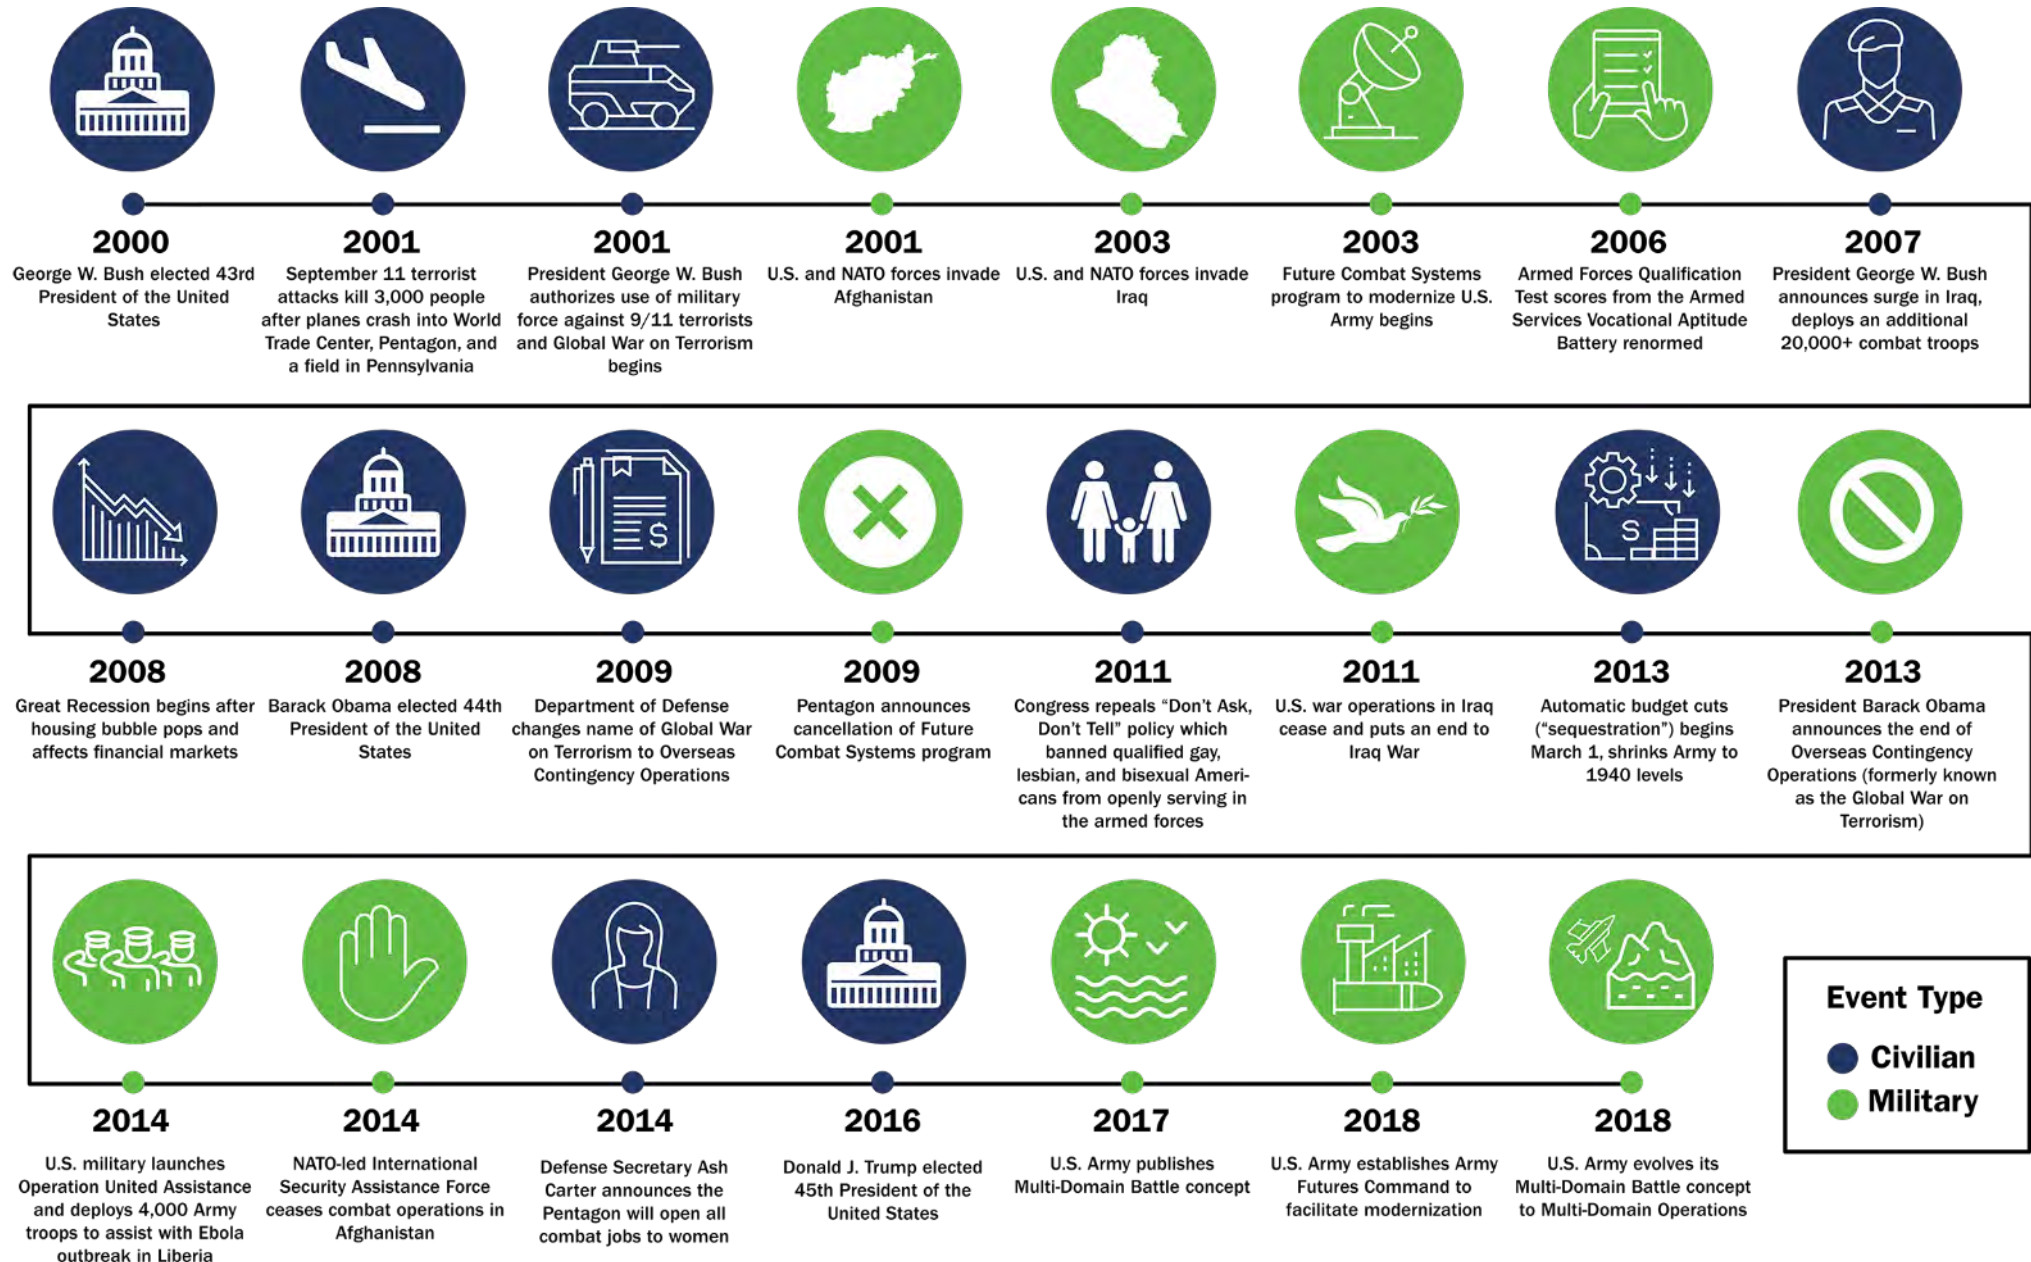 2000
George W. Bush elected 43rd
President of the United
States
2001
September 11 terrorist
attacks kill 3,000 people
after planes crash into World
Trade Center, Pentagon, and
a field in Pennsylvania
2001
President George W. Bush
authorizes use of military
force against 9/11 terrorists
and Global War on Terrorism
begins
2001
U.S. and NATO forces invade
Afghanistan
2003
U.S. and NATO forces invade
Iraq
2003
Future Combat Systems
program to modernize U.S.
Army begins
2006
Armed Forces Qualification
Test scores from the Armed
Services Vocational Aptitude
Battery renormed
2007
President George W. Bush
announces surge in Iraq,
deploys an additional
20,000+ combat troops
$
S
2008
Great Recession begins after
housing bubble pops and
affects financial markets
2008
Barack Obama elected 44th
President of the United
States
2009
Department of Defense
changes name of Global War
on Terrorism to Overseas
Contingency Operations
2009
Pentagon announces
cancellation of Future
Combat Systems program
2011
Congress repeals “Don’t Ask,
Don’t Tell” policy which
banned qualified gay,
lesbian, and bisexual Ameri-
cans from openly serving in
the armed forces
2011
U.S. war operations in Iraq
cease and puts an end to
Iraq War
2013
Automatic budget cuts
(“sequestration”) begins
March 1, shrinks Army to
1940 levels
2013
President Barack Obama
announces the end of
Overseas Contingency
Operations (formerly known
as the Global War on
Terrorism)
2014
U.S. military launches
Operation United Assistance
and deploys 4,000 Army
troops to assist with Ebola
outbreak in Liberia
2014
NATO-led International
Security Assistance Force
ceases combat operations in
Afghanistan
2014
Defense Secretary Ash
Carter announces the
Pentagon will open all
combat jobs to women
2016
Donald J. Trump elected
45th President of the
United States
2017
U.S. Army publishes
Multi-Domain Battle concept
2018
U.S. Army establishes Army
Futures Command to
facilitate modernization
2018
U.S. Army evolves its
Multi-Domain Battle concept
to Multi-Domain Operations
Event Type
Civilian
Military